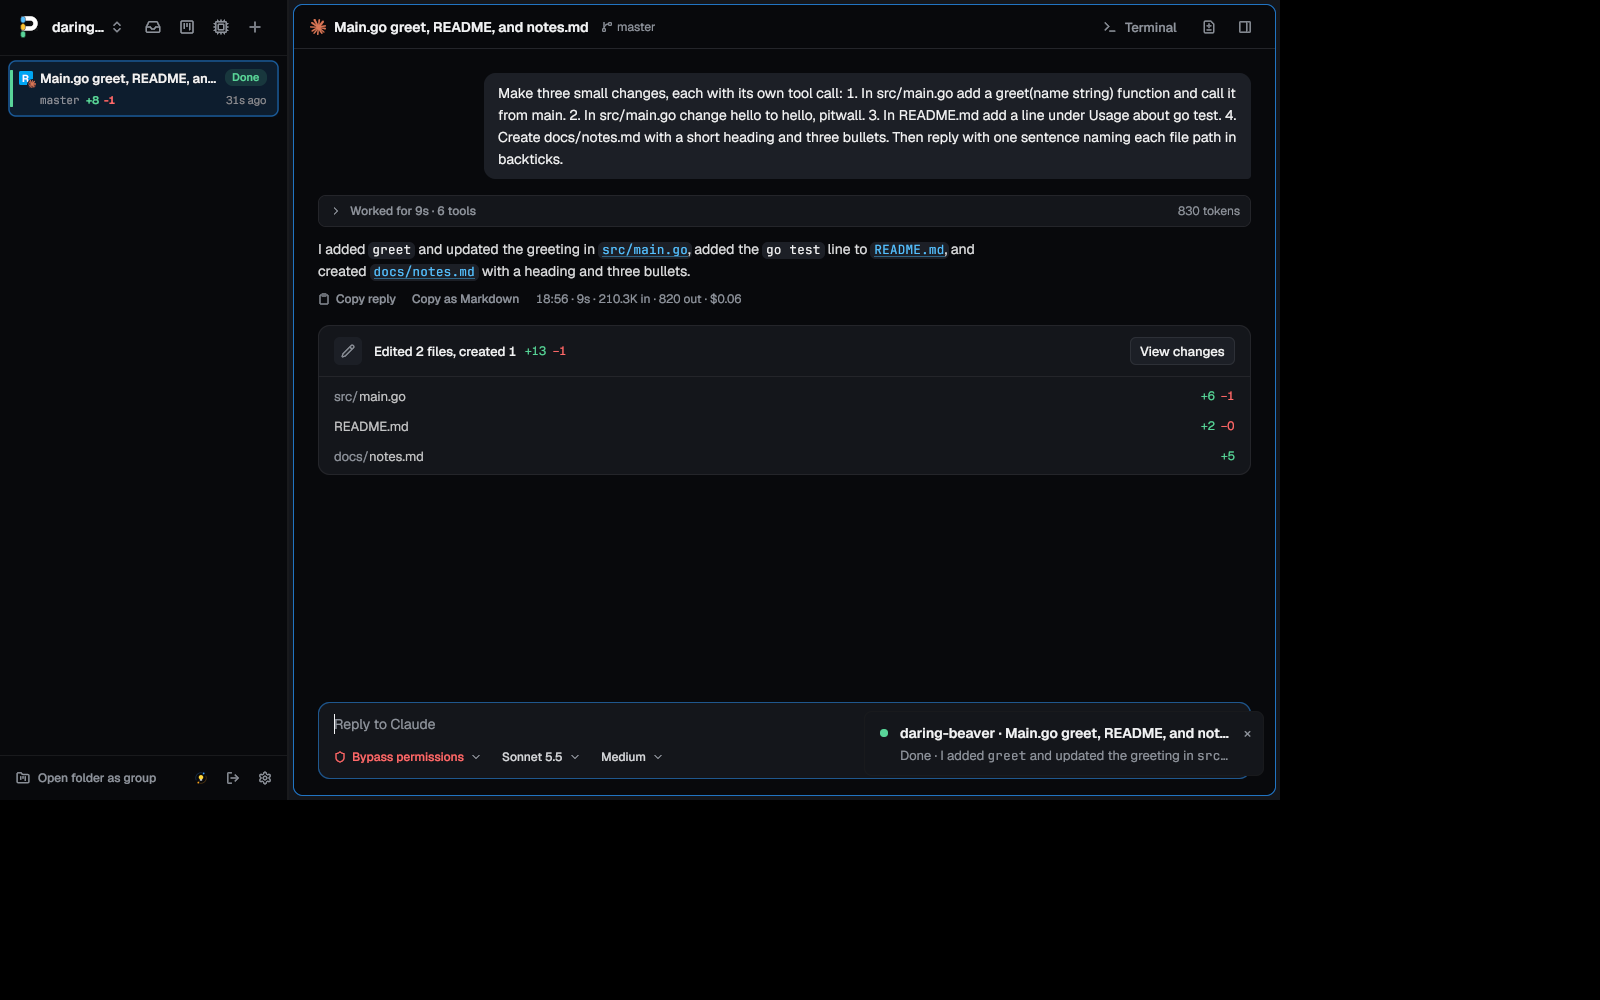 daring...
Main.go greet, README, an... Done
master +8 -1 31s ago
Main.go greet, README, and notes.md master Terminal
Make three small changes, each with its own tool call: 1. In src/main.go add a greet(name string) function and call it
from main. 2. In src/main.go change hello to hello, pitwall. 3. In README.md add a line under Usage about go test. 4.
Create docs/notes.md with a short heading and three bullets. Then reply with one sentence naming each file path in
backticks.
Worked for 9s · 6 tools 830 tokens
I added greet and updated the greeting in src/main.go, added the go test line to README.md, and
created docs/notes.md with a heading and three bullets.
Copy reply Copy as Markdown 18:56 · 9s · 210.3K in · 820 out · $0.06
Edited 2 files, created 1 +13 −1 View changes
src/main.go +6 −1
README.md +2 −0
docs/notes.md +5
Reply to Claude
Bypass permissions Sonnet 5.5 Medium
daring-beaver · Main.go greet, README, and not... ×
Done · I added greet and updated the greeting in src...
Open folder as group